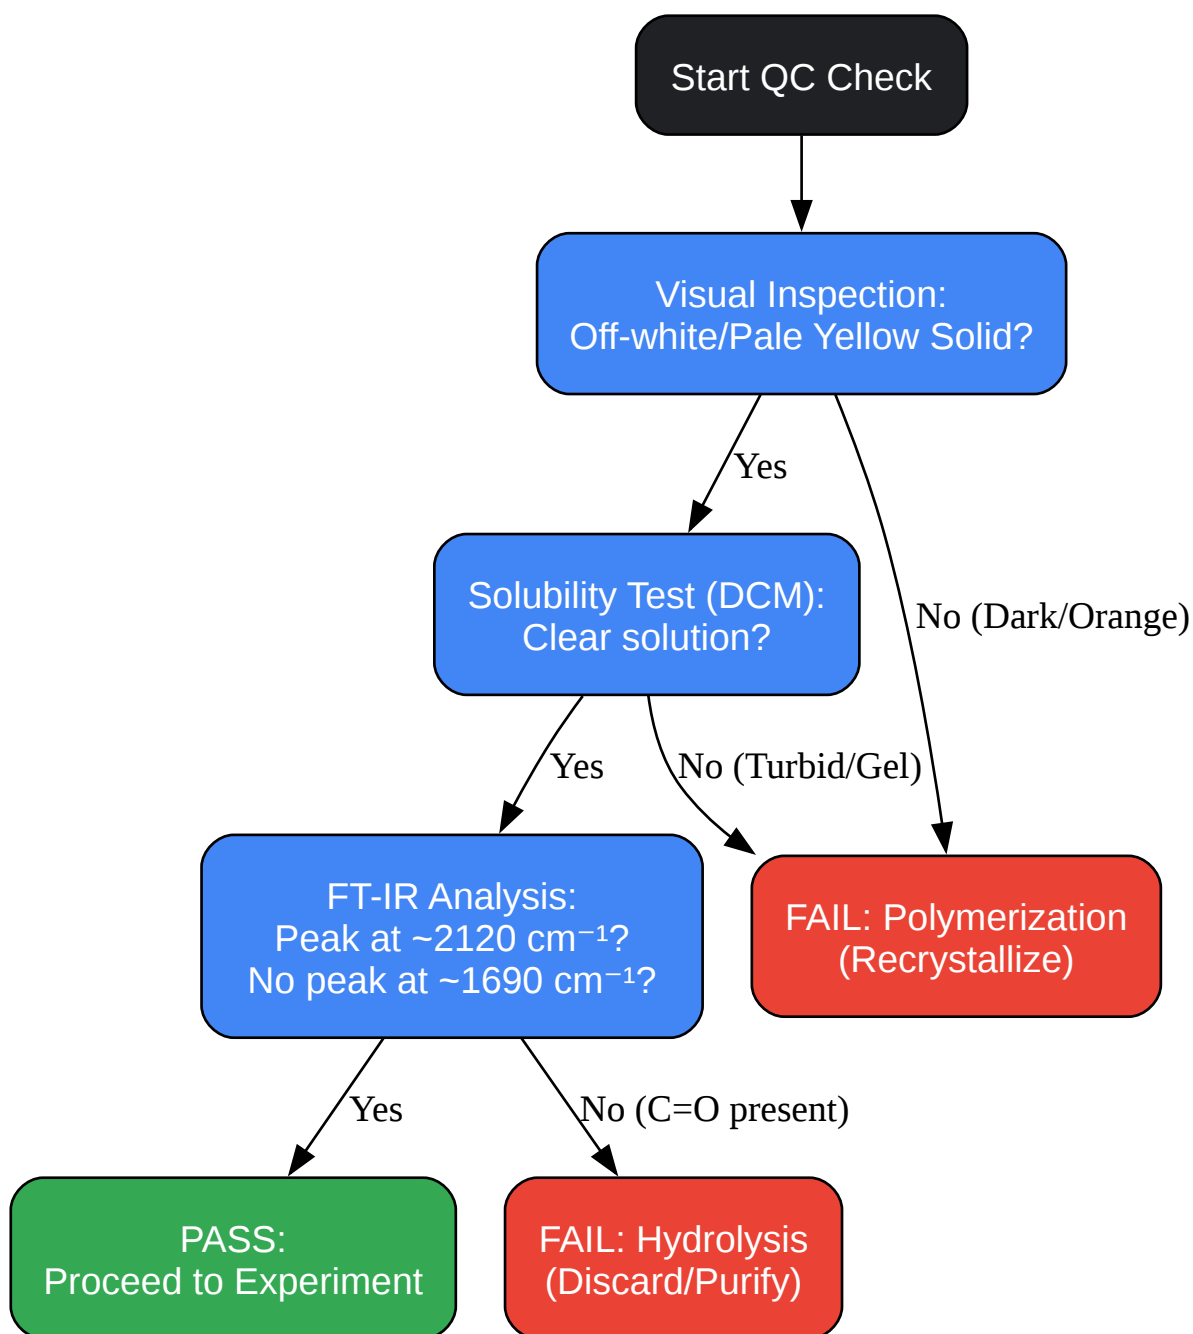 Start QC Check
Visual Inspection:
Off-white/Pale Yellow Solid?
Yes
No (Dark/Orange)
Solubility Test (DCM):
Clear solution?
Yes
No (Turbid/Gel)
FT-IR Analysis:
Peak at ~2120 cm⁻¹?
No peak at ~1690 cm⁻¹?
FAIL: Polymerization
(Recrystallize)
Yes
No (C=O present)
PASS:
Proceed to Experiment
FAIL: Hydrolysis
(Discard/Purify)